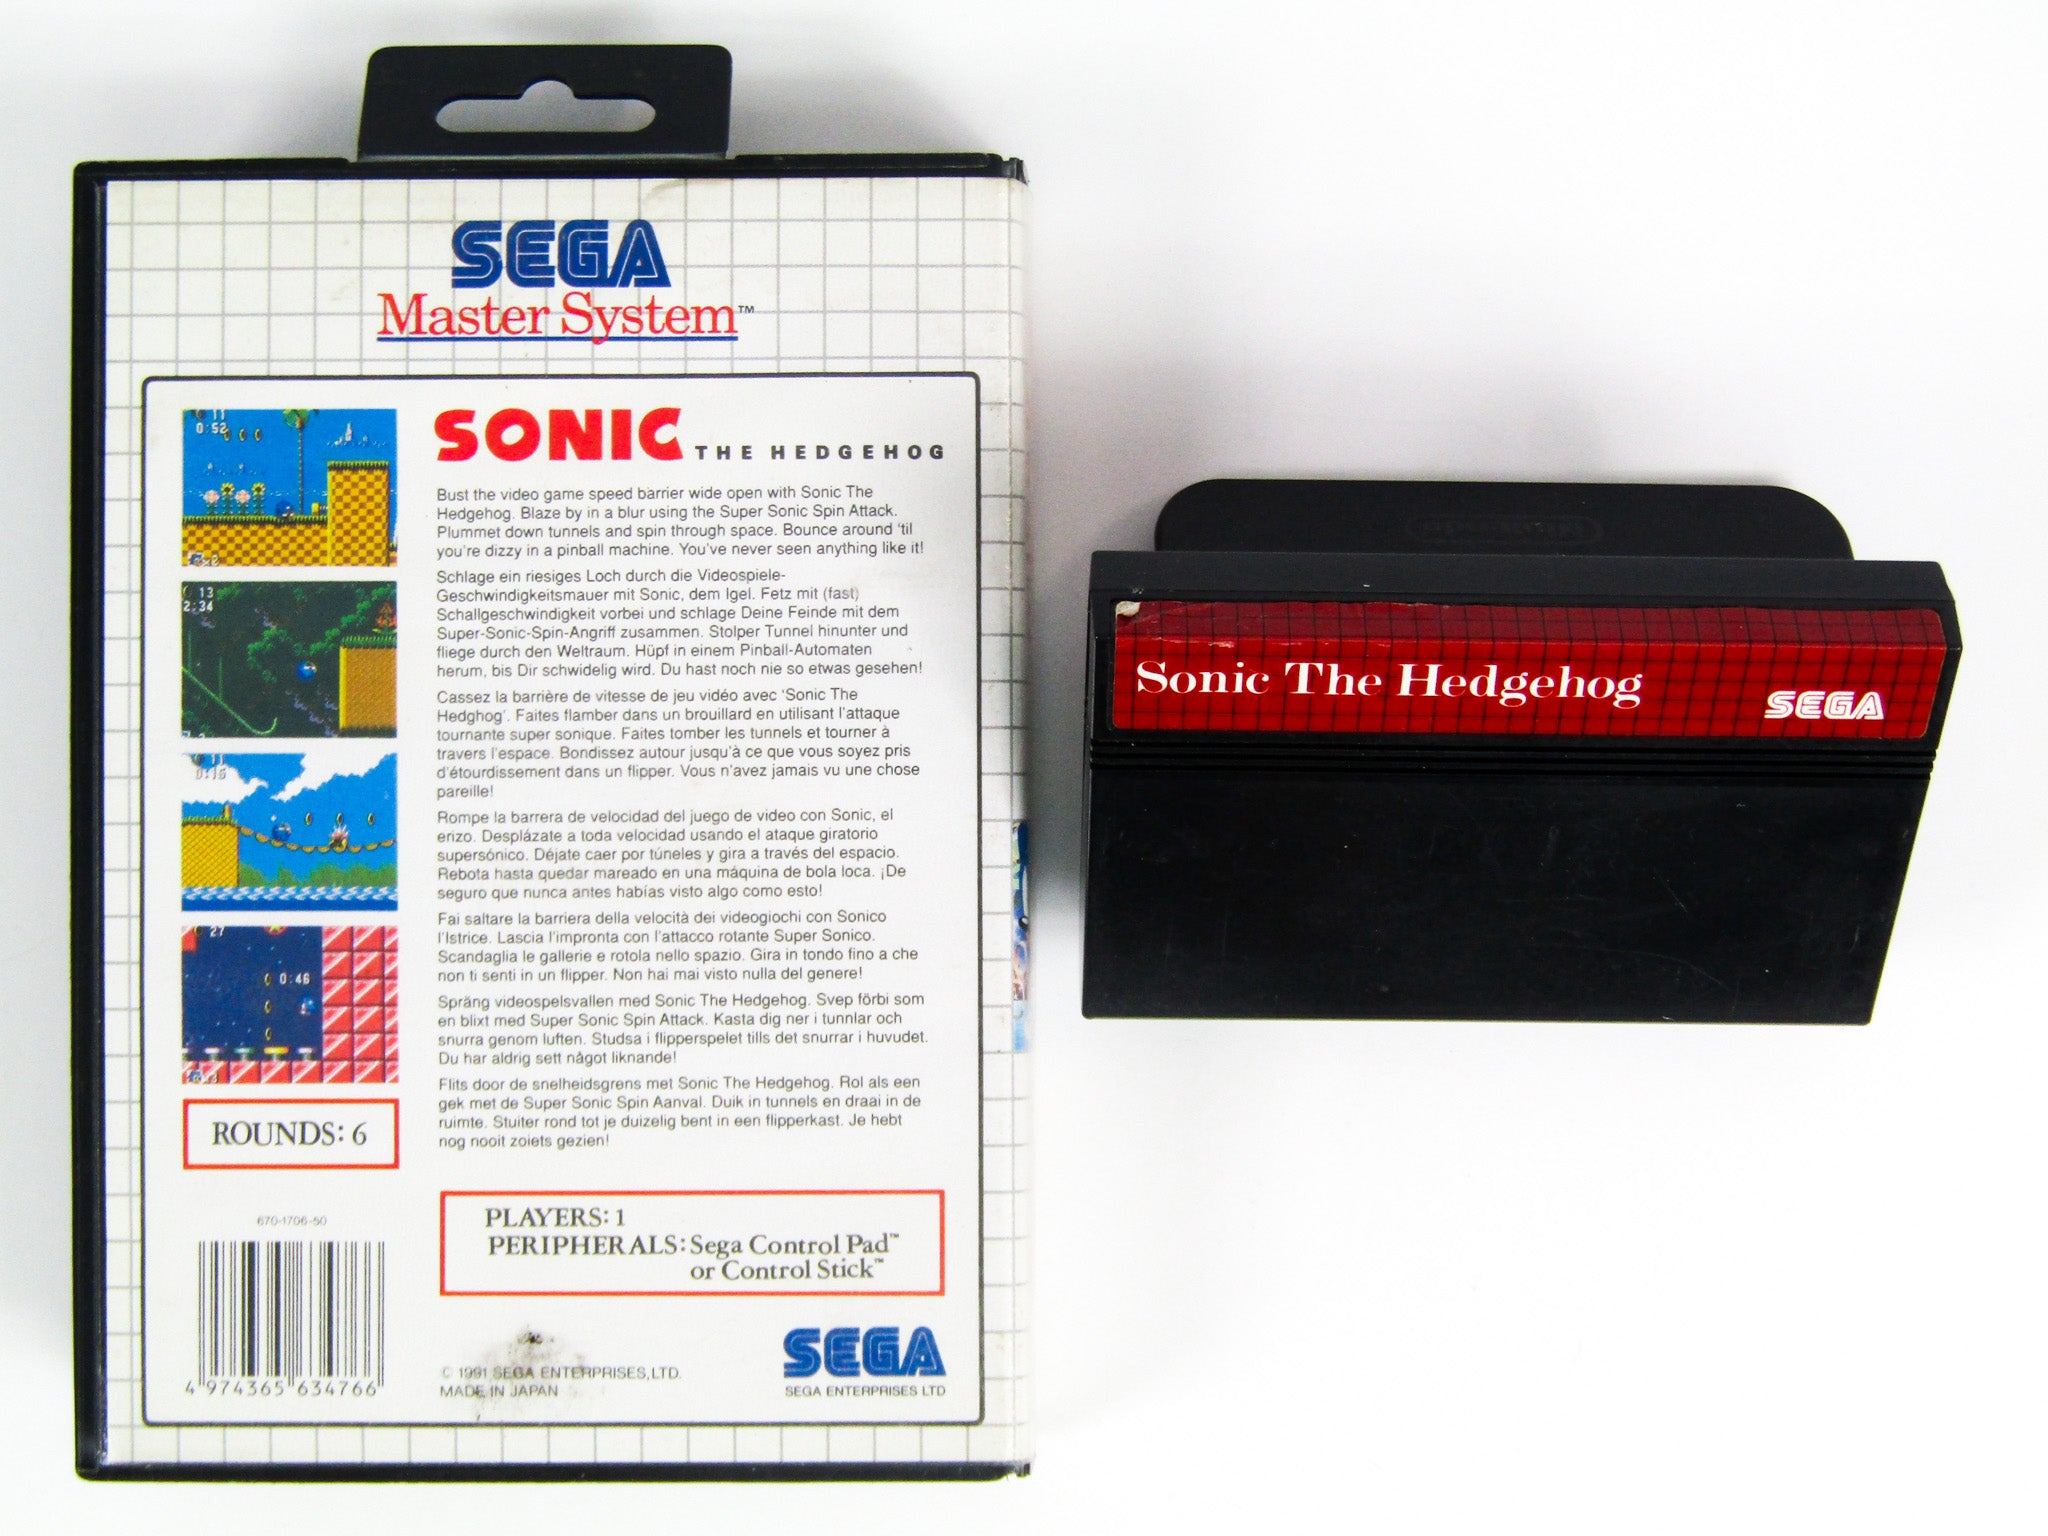 SEGA
Master System™
SONIC THE HEDGEHOG
Bust the video game speed barrier wide open with Sonic The
Hedgehog. Blaze by in a blur using the Super Sonic Spin Attack.
Plummet down tunnels and spin through space. Bounce around 'til
you're dizzy in a pinball machine. You've never seen anything like it!
Schlage ein riesiges Loch durch die Videospiele-
Geschwindigkeitsmauer mit Sonic, dem Igel. Fetz mit (fast)
Schallgeschwindigkeit vorbei und schlage Deine Feinde mit dem
Super-Sonic-Spin-Angriff zusammen. Stolper Tunnel hinunter und
fliege durch den Weltraum. Hüpf in einem Pinball-Automaten
herum, bis Dir schwidelig wird. Du hast noch nie so etwas gesehen!
Cassez la barrière de vitesse de jeu vidéo avec 'Sonic The
Hedghog'. Faites flamber dans un brouillard en utilisant l'attaque
tournante super sonique. Faites tomber les tunnels et tourner à
travers l'espace. Bondissez autour jusqu'à ce que vous soyez pris
d'étourdissement dans un flipper. Vous n'avez jamais vu une chose
pareille!
Rompe la barrera de velocidad del juego de video con Sonic, el
erizo. Desplázate a toda velocidad usando el ataque giratorio
supersónico. Déjate caer por túneles y gira a través del espacio.
Rebota hasta quedar mareado en una máquina de bola loca. ¡De
seguro que nunca antes habías visto algo como esto!
Fai saltare la barriera della velocità dei videogiochi con Sonico
l'Istrice. Lascia l'impronta con l'attacco rotante Super Sonico.
Scandaglia le gallerie e rotola nello spazio. Gira in tondo fino a che
non ti senti in un flipper. Non hai mai visto nulla del genere!
Spräng videospelsvallen med Sonic The Hedgehog. Svep förbi som
en blixt med Super Sonic Spin Attack. Kasta dig ner i tunnlar och
snurra genom luften. Studsa i flipperspelet tills det snurrar i huvudet.
Du har aldrig sett något liknande!
Flits door de snelheidsgrens met Sonic The Hedgehog. Rol als een
gek met de Super Sonic Spin Aanval. Duik in tunnels en draai in de
ruimte. Stuiter rond tot je duizelig bent in een flipperkast. Je hebt
nog nooit zoiets gezien!
11
0:52
2
13
2:34
11
0:16
27
0:46
3
ROUNDS: 6
PLAYERS: 1
PERIPHERALS: Sega Control Pad™
or Control Stick™
670-1706-50
4 974365 634766
© 1991 SEGA ENTERPRISES, LTD.
MADE IN JAPAN
SEGA
SEGA ENTERPRISES LTD
Sonic The Hedgehog
SEGA